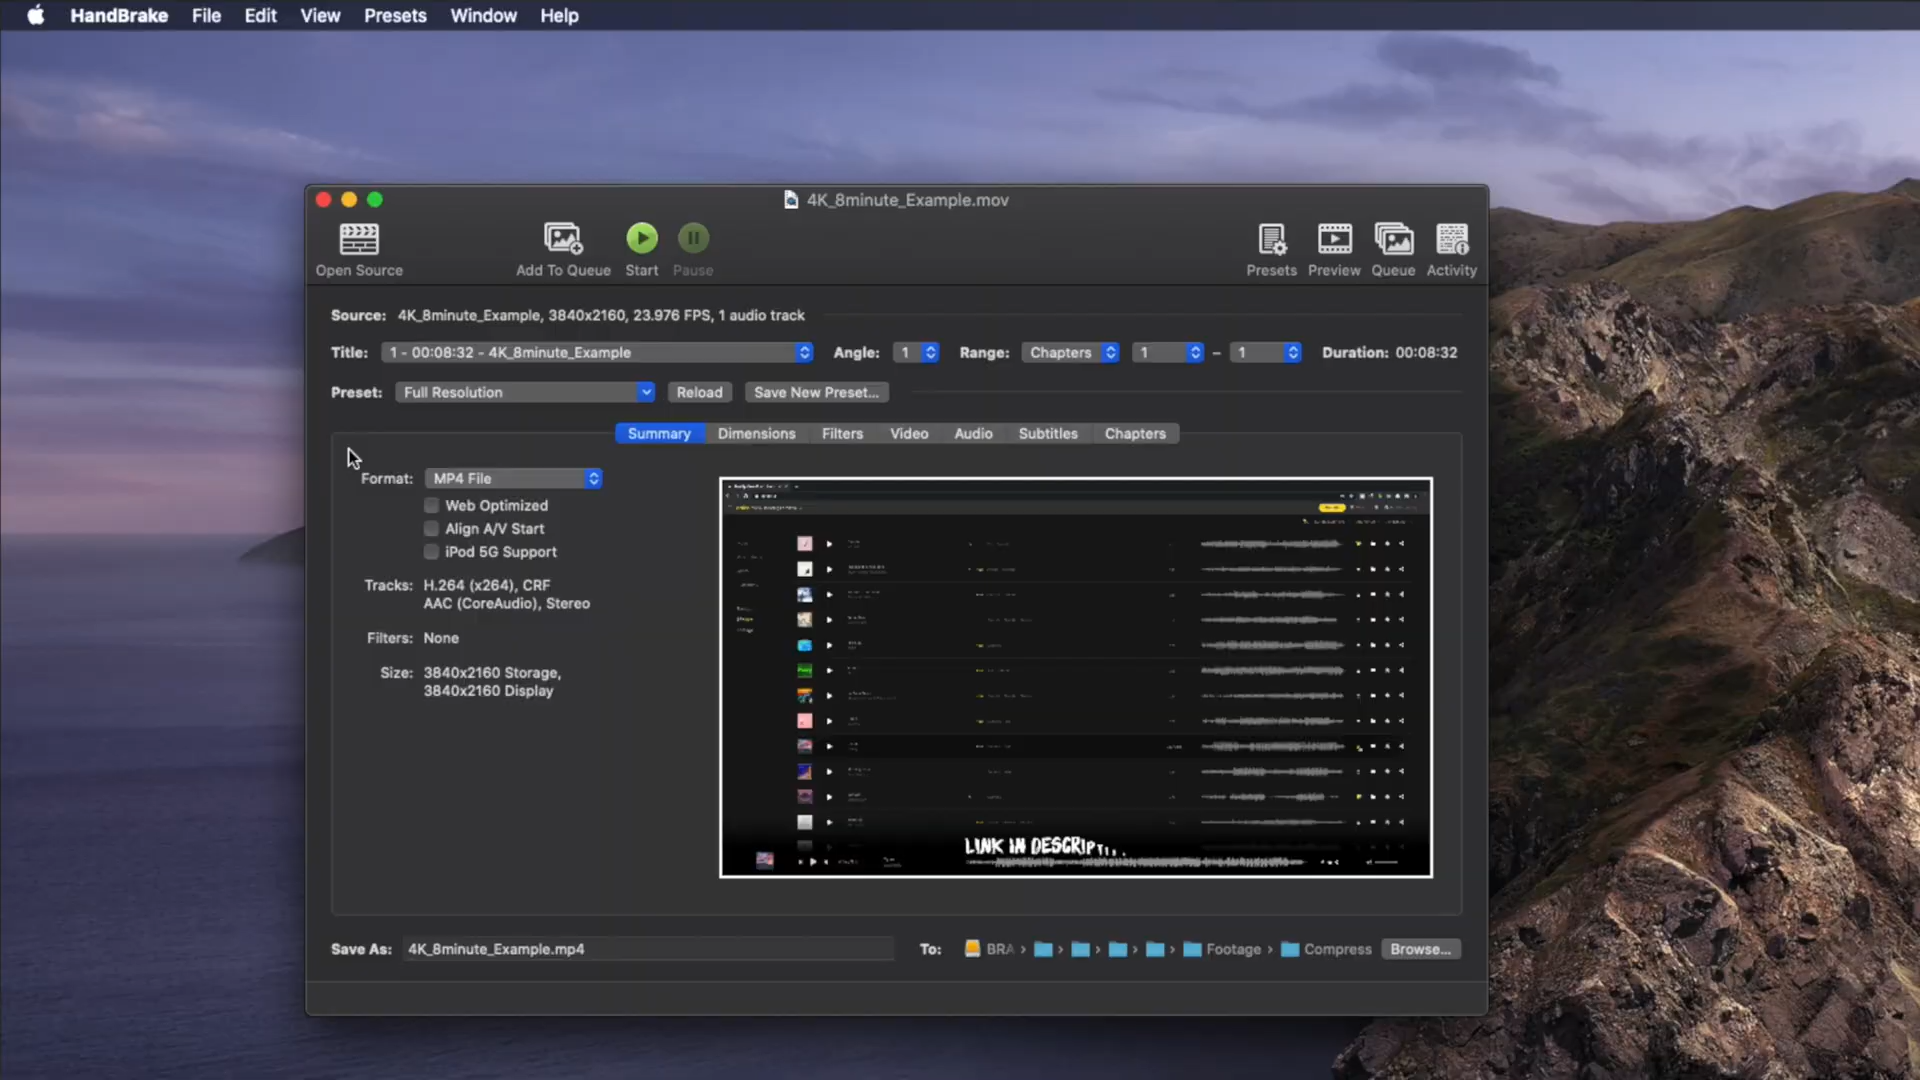 HandBrake File Edit View Presets Window Help
4K_8minute_Example.mov
Open Source Add To Queue Start Pause Presets Preview Queue Activity
Source: 4K_8minute_Example, 3840x2160, 23.976 FPS, 1 audio track
Title: 1 - 00:08:32 - 4K_8minute_Example Angle: 1 Range: Chapters 1 – 1 Duration: 00:08:32
Preset: Full Resolution Reload Save New Preset...
Summary Dimensions Filters Video Audio Subtitles Chapters
Format: MP4 File
Web Optimized
Align A/V Start
iPod 5G Support
Tracks: H.264 (x264), CRF
AAC (CoreAudio), Stereo
Filters: None
Size: 3840x2160 Storage,
3840x2160 Display
LINK IN
Save As: 4K_8minute_Example.mp4 To: BRA › › › › › Footage › Compress Browse...